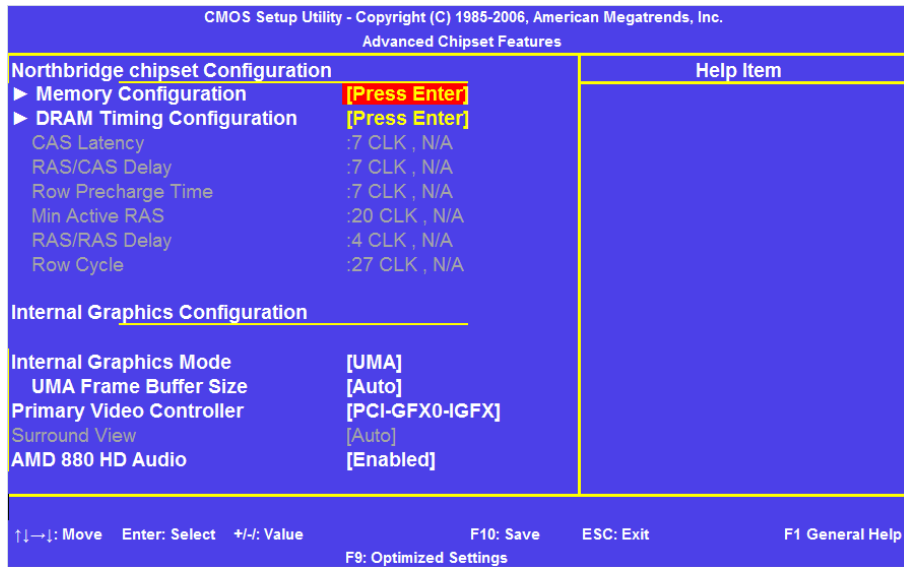 CMOS Setup Utility - Copyright (C) 1985-2006, American Megatrends, Inc.
Advanced Chipset Features
Northbridge chipset Configuration Help Item
► Memory Configuration [Press Enter]
► DRAM Timing Configuration [Press Enter]
CAS Latency :7 CLK , N/A
RAS/CAS Delay :7 CLK , N/A
Row Precharge Time :7 CLK , N/A
Min Active RAS :20 CLK , N/A
RAS/RAS Delay :4 CLK , N/A
Row Cycle :27 CLK , N/A
Internal Graphics Configuration
Internal Graphics Mode [UMA]
UMA Frame Buffer Size [Auto]
Primary Video Controller [PCI-GFX0-IGFX]
Surround View [Auto]
AMD 880 HD Audio [Enabled]
↑↓→↓: Move Enter: Select +/-/: Value F10: Save ESC: Exit F1 General Help
F9: Optimized Settings